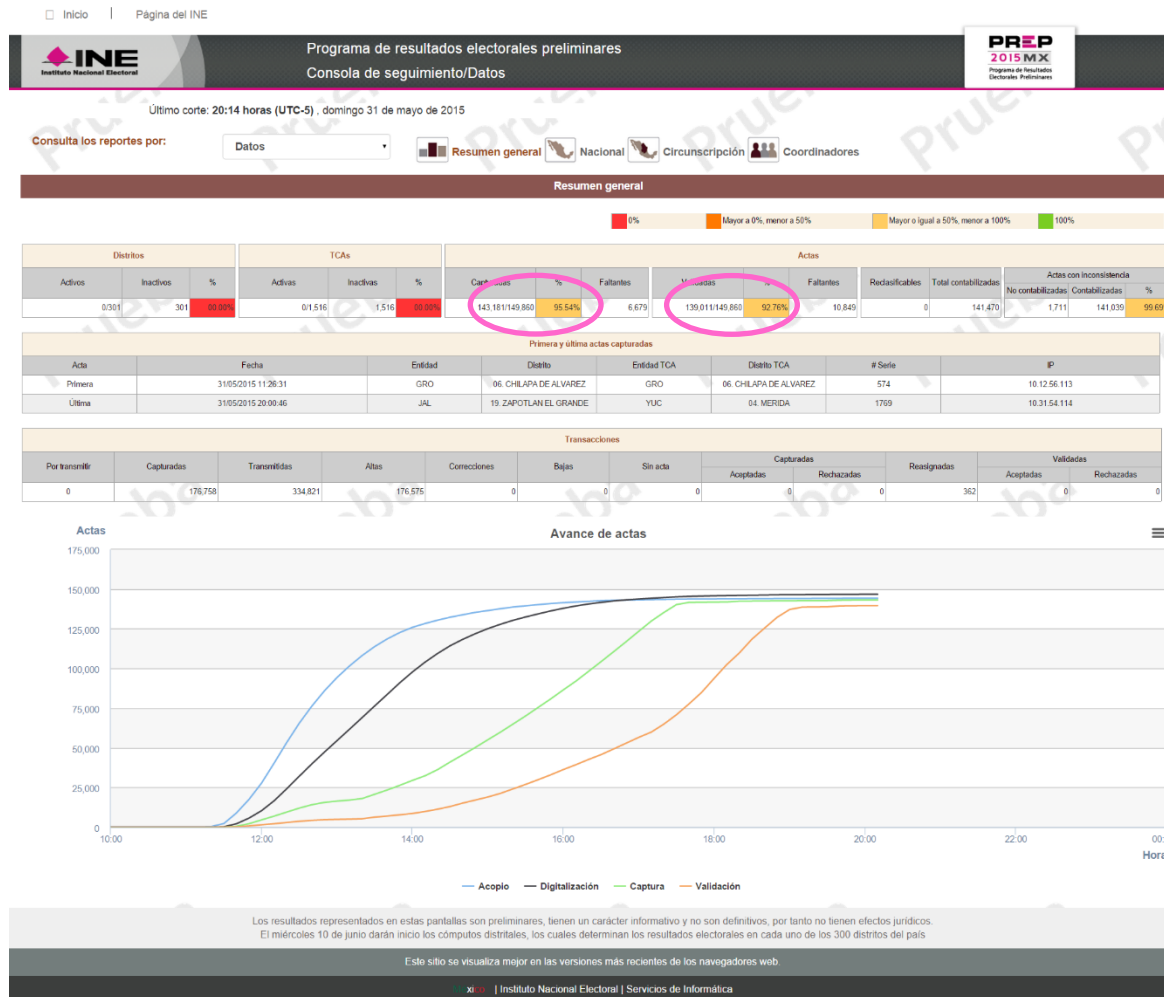 Inicio | Página del INE
INE
Instituto Nacional Electoral
Programa de resultados electorales preliminares
Consola de seguimiento/Datos
PREP
2015 MX
Programa de Resultados
Electorales Preliminares
Último corte: 20:14 horas (UTC-5) , domingo 31 de mayo de 2015
Consulta los reportes por: Datos Resumen general Nacional Circunscripción Coordinadores
Resumen general
0% Mayor a 0%, menor a 50% Mayor o igual a 50%, menor a 100% 100%
Distritos TCAs Actas
Activos Inactivos % Activas Inactivas % Capturadas % Faltantes % Faltantes Redasificables Total contabilizadas Actas con inconsistencia
No contabilizadas Contabilizadas %
0/301 301 00.00% 0/1,516 1,516 00.00% 143,181/149,860 95.54% 6,679 139,011/149,860 92.76% 10,849 0 141,470 1,711 141,039 99.69
Primera y última actas capturadas
Acta Fecha Entidad Distrito Entidad TCA Distrito TCA # Serie IP
Primera 31/05/2015 11:26:31 GRO 06. CHILAPA DE ALVAREZ GRO 06. CHILAPA DE ALVAREZ 574 10.12.56.113
Última 31/05/2015 20:00:46 JAL 19. ZAPOTLAN EL GRANDE YUC 04. MERIDA 1769 10.31.54.114
Transacciones
Por transmitir Capturadas Transmitidas Altas Correcciones Bajas Sin acta Capturadas Reasignadas Validadas
Aceptadas Rechazadas Aceptadas Rechazadas
0 176,758 334,821 176,575 0 0 0 0 0 362 0 0
Actas Avance de actas
175,000
150,000
125,000
100,000
75,000
50,000
25,000
0
10:00 12:00 14:00 16:00 18:00 20:00 22:00 00:
Hora
Acopio Digitalización Captura Validación
Los resultados representados en estas pantallas son preliminares, tienen un carácter informativo y no son definitivos, por tanto no tienen efectos jurídicos.
El miércoles 10 de junio darán inicio los cómputos distritales, los cuales determinan los resultados electorales en cada uno de los 300 distritos del país
Este sitio se visualiza mejor en las versiones más recientes de los navegadores web.
México | Instituto Nacional Electoral | Servicios de Informática
Prueba